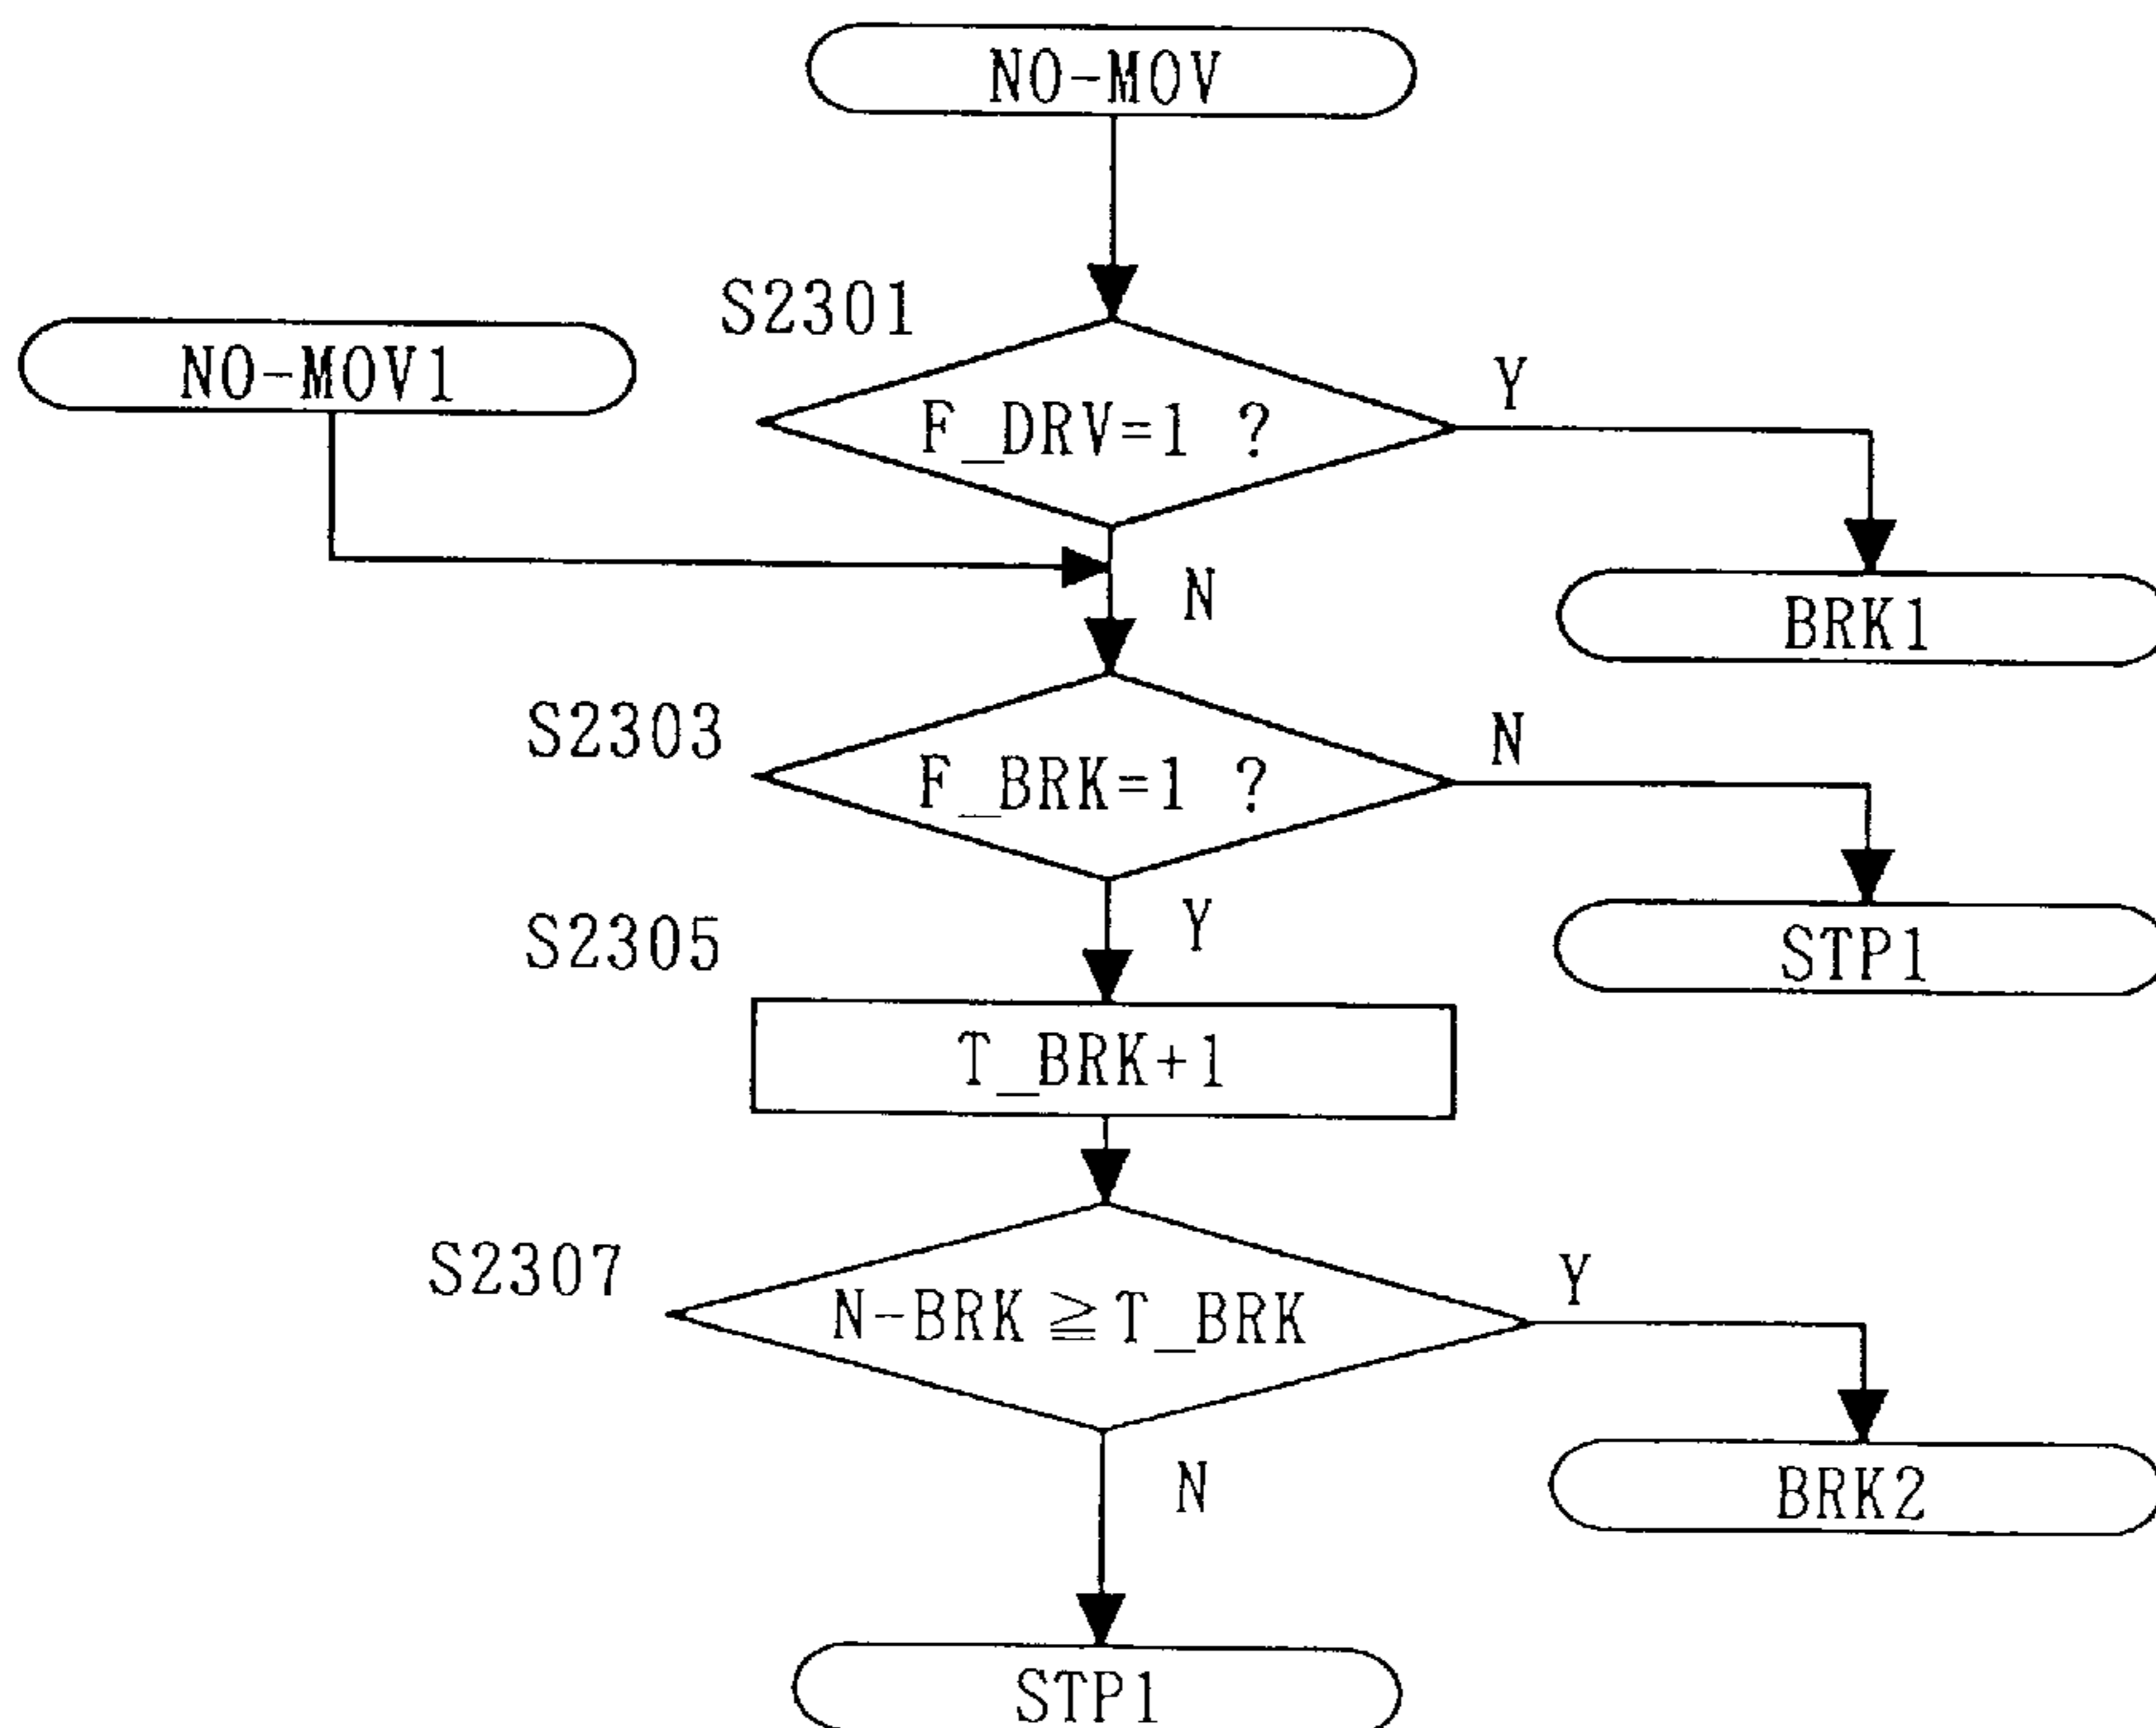 NO-MOV
S2301
NO-MOV1
F_DRV=1 ?
Y
N
BRK1
S2303
F_BRK=1 ?
N
Y
STP1
S2305
T_BRK+1
S2307
N-BRK≧T_BRK
Y
N
BRK2
STP1